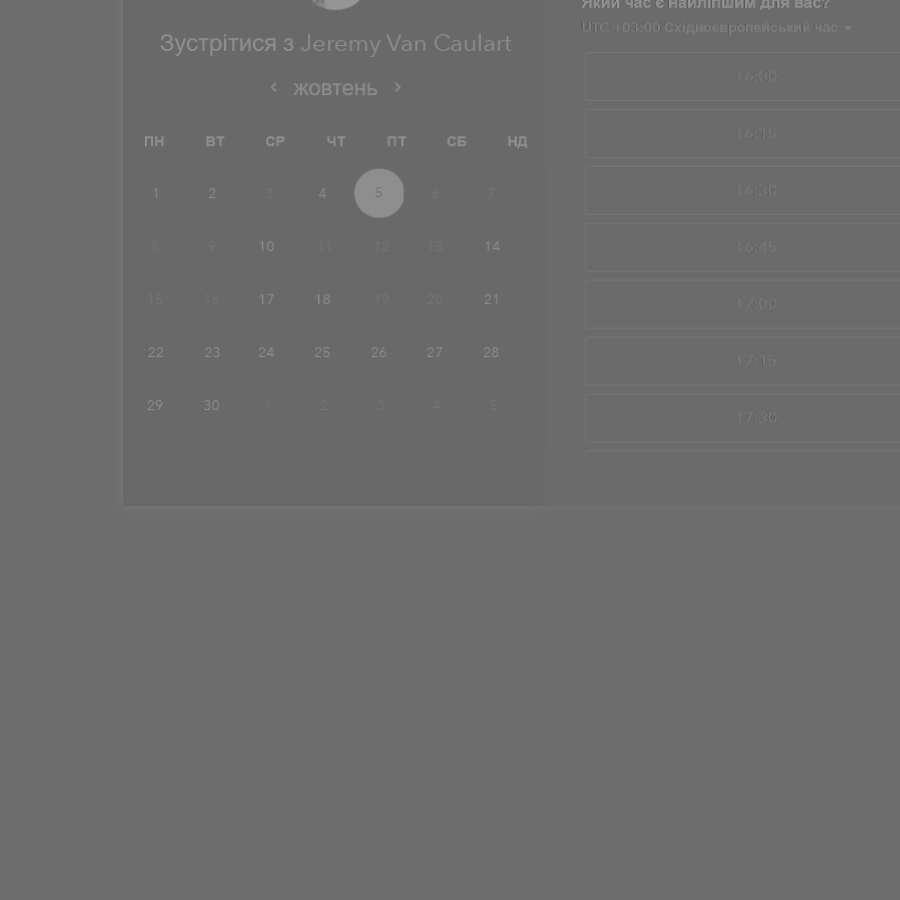 Зустрітися з Jeremy Van Caulart
жовтень
ПН ВТ СР ЧТ ПТ СБ НД
1 2 3 4 5 6 7
8 9 10 11 12 13 14
15 16 17 18 19 20 21
22 23 24 25 26 27 28
29 30 1 2 3 4 5
Який час є найліпшим для вас?
UTC +03:00 Східноєвропейський час
16:00
16:15
16:30
16:45
17:00
17:15
17:30